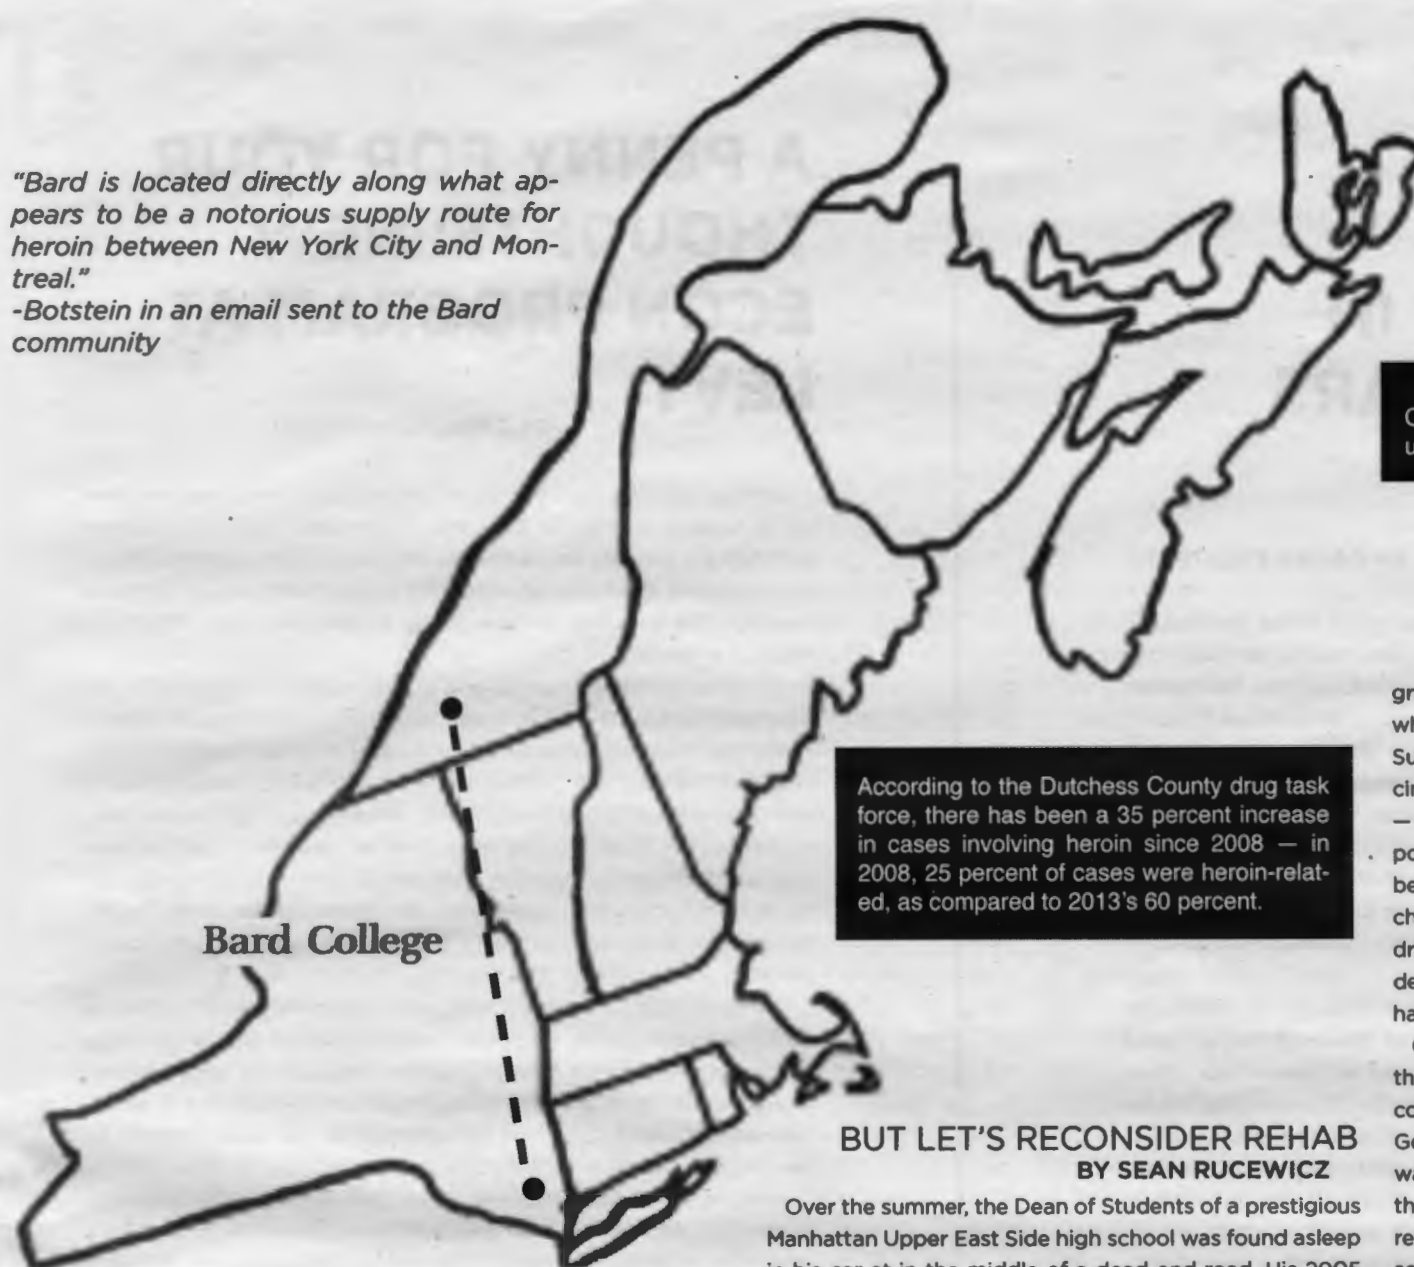 "Bard is located directly along what ap-
pears to be a notorious supply route for
heroin between New York City and Mon-
treal."
-Botstein in an email sent to the Bard
community
Bard College
According to the Dutchess County drug task
force, there has been a 35 percent increase
in cases involving heroin since 2008 — in
2008, 25 percent of cases were heroin-relat-
ed, as compared to 2013's 60 percent.
BUT LET'S RECONSIDER REHAB
BY SEAN RUCEWICZ
Over the summer, the Dean of Students of a prestigious
Manhattan Upper East Side high school was found asleep